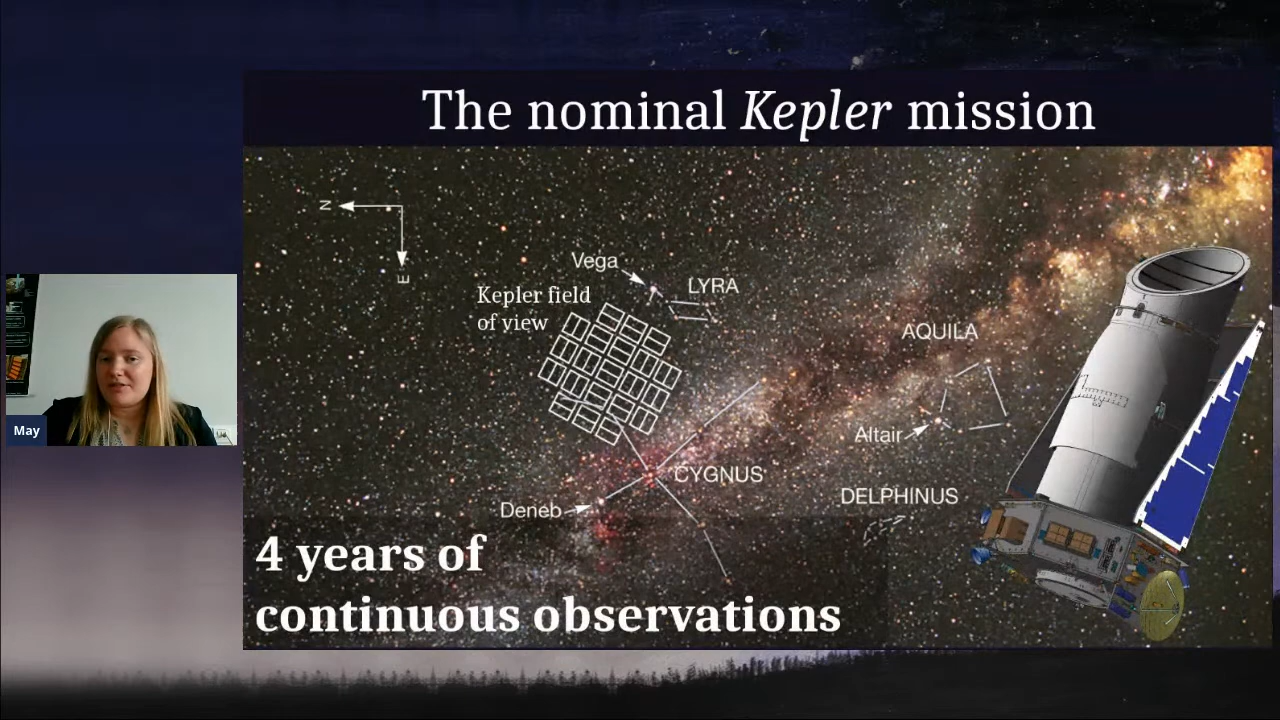 The nominal Kepler mission
N
E
Vega
LYRA
Kepler field
of view
AQUILA
Altair
CYGNUS
DELPHINUS
Deneb
May
4 years of
continuous observations